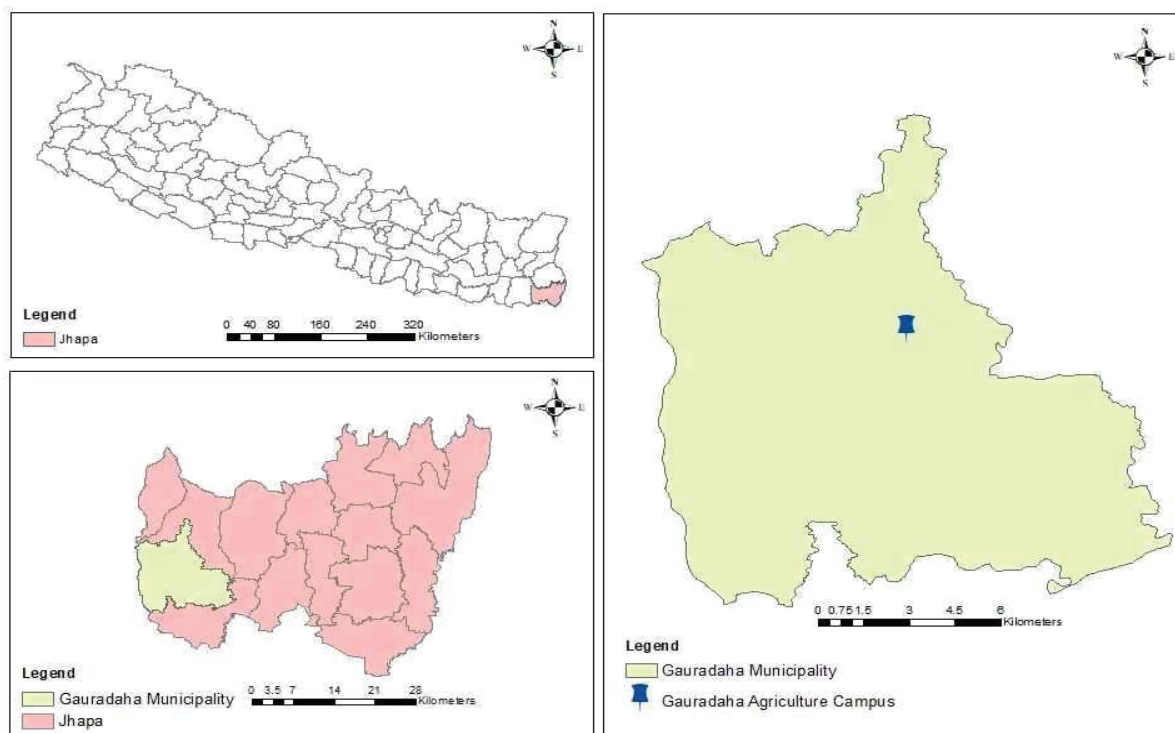 N
W E
S
Legend
Jhapa
0 40 80 160 240 320
Kilometers
N
W E
S
Legend
Gauradaha Municipality
Jhapa
0 3.5 7 14 21 28
Kilometers
N
W E
S
0 0.75 1.5 3 4.5 6
Kilometers
Legend
Gauradaha Municipality
Gauradaha Agriculture Campus